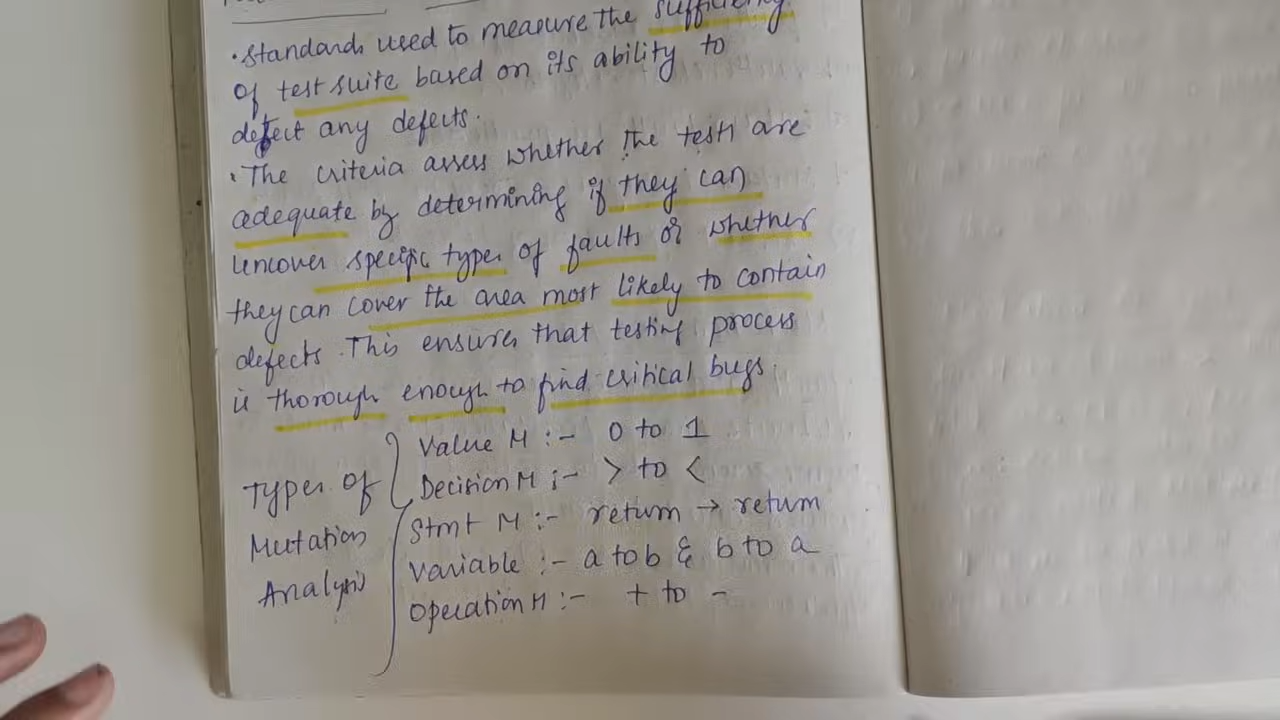 • Standards used to measure the sufficiency
of test suite based on its ability to
detect any defects.
• The criteria assess whether the tests are
adequate by determining if they can
uncover specific types of faults or whether
they can cover the area most likely to contain
defects. This ensures that testing process
is thorough enough to find critical bugs.
Types of
Mutation
Analysis
Value M :- 0 to 1
Decision M :- > to <
Stmt M :- return → return
Variable :- a to b & b to a
Operation M :- + to -